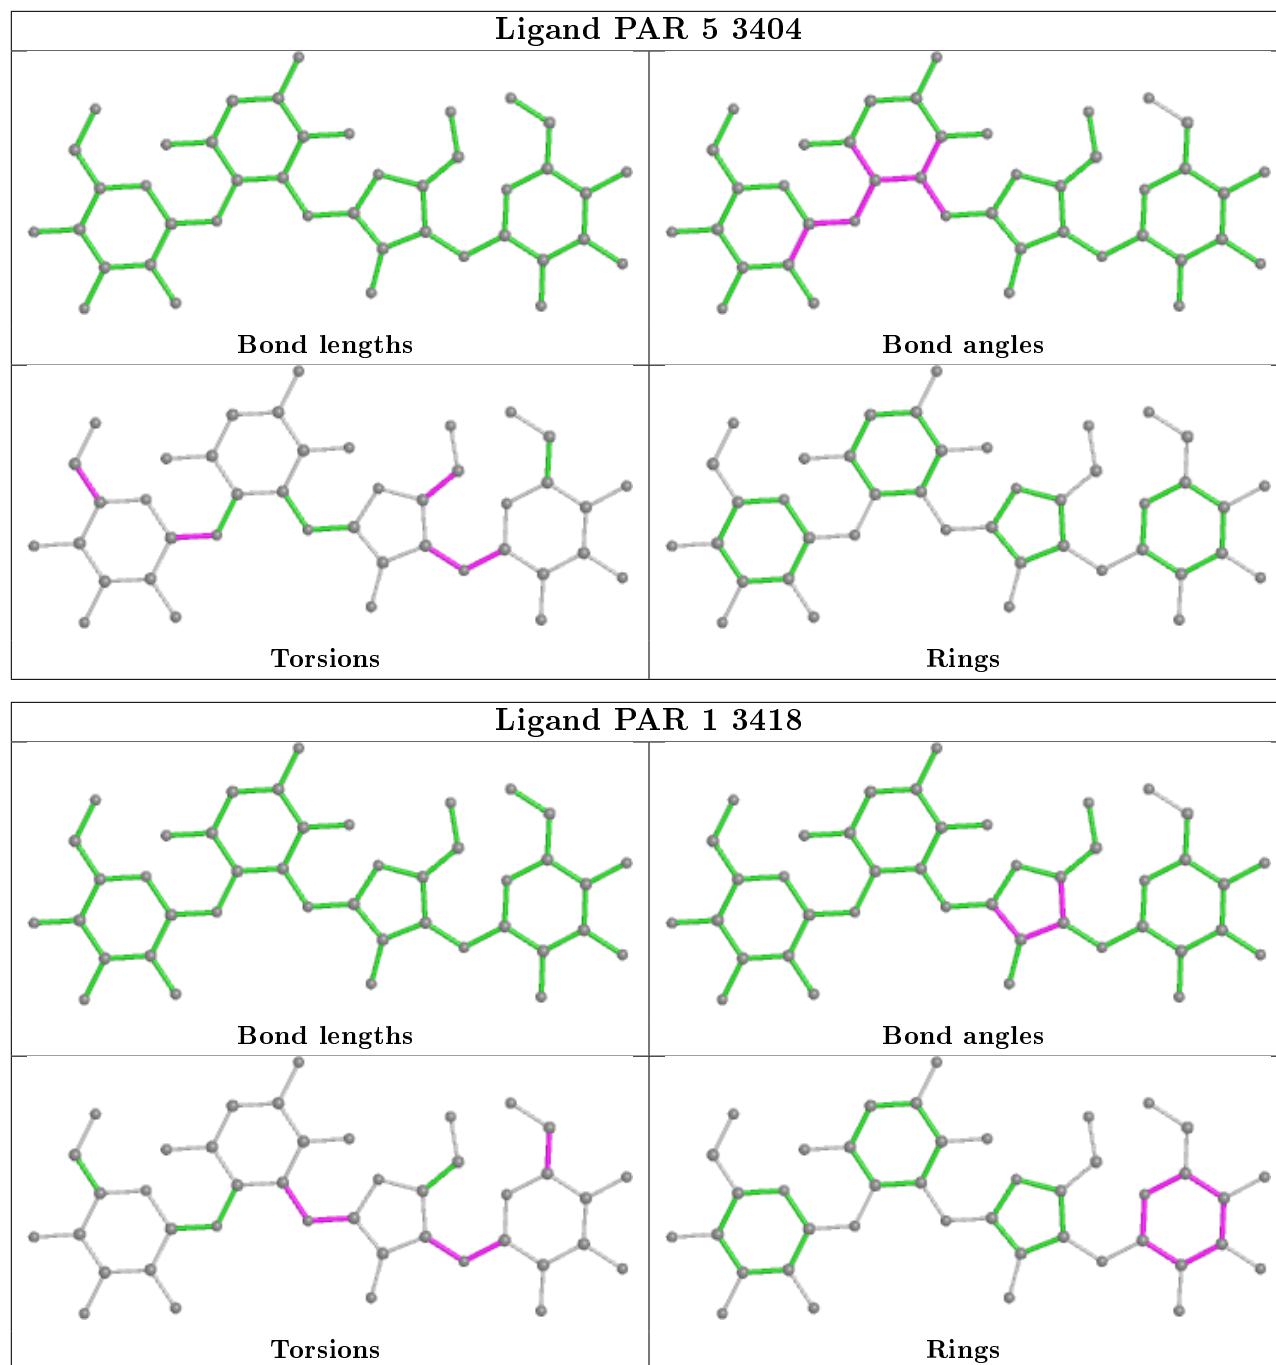 Ligand PAR 5 3404
Bond lengths
Bond angles
Torsions
Rings
Ligand PAR 1 3418
Bond lengths
Bond angles
Torsions
Rings